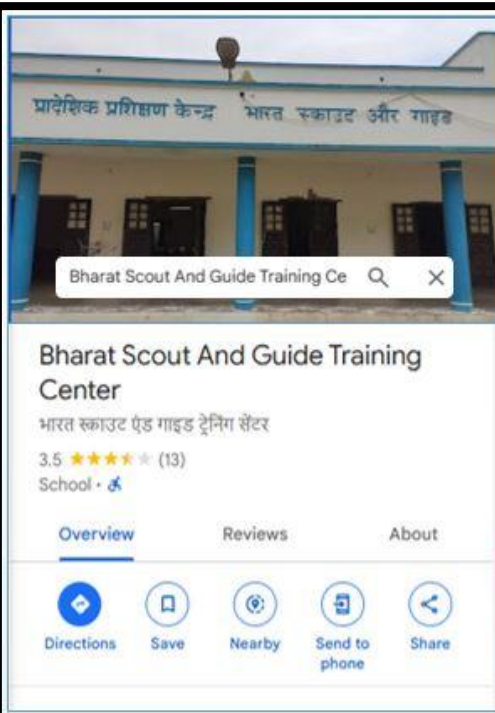 प्रादेशिक प्रशिक्षण केन्द्र भारत स्काउट और गाइड
Bharat Scout And Guide Training Ce
Bharat Scout And Guide Training
Center
भारत स्काउट एंड गाइड ट्रेनिंग सेंटर
3.5 (13)
School
Overview Reviews About
Directions Save Nearby Send to Share
phone